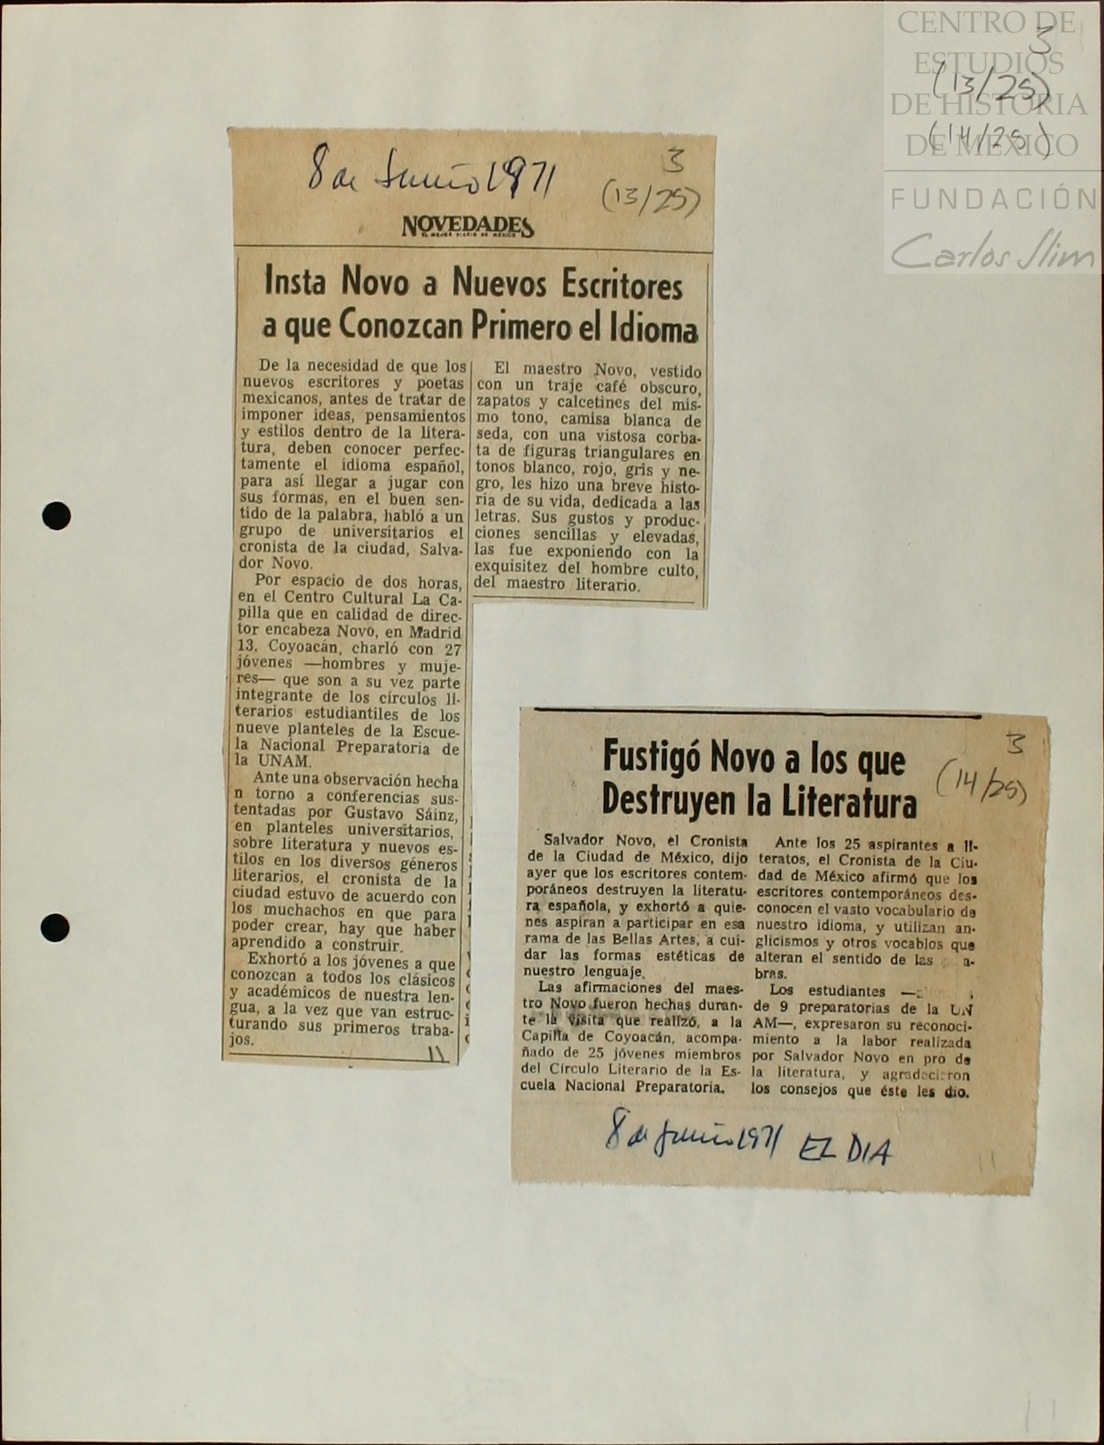 CENTRO DE
ESTUDIOS
DE HISTORIA
DE MÉXICO
FUNDACIÓN
Carlos Slim
3
(13/25)
(14/25)
8 de Junio 1971
3
(13/25)
NOVEDADES
EL MEJOR DIARIO DE MEXICO
Insta Novo a Nuevos Escritores
a que Conozcan Primero el Idioma
De la necesidad de que los
nuevos escritores y poetas
mexicanos, antes de tratar de
imponer ideas, pensamientos
y estilos dentro de la litera-
tura, deben conocer perfec-
tamente el idioma español,
para así llegar a jugar con
sus formas, en el buen sen-
tido de la palabra, habló a un
grupo de universitarios el
cronista de la ciudad, Salva-
dor Novo.
Por espacio de dos horas,
en el Centro Cultural La Ca-
pilla que en calidad de direc-
tor encabeza Novo, en Madrid
13, Coyoacán, charló con 27
jóvenes —hombres y muje-
res— que son a su vez parte
integrante de los círculos li-
terarios estudiantiles de los
nueve planteles de la Escue-
la Nacional Preparatoria de
la UNAM.
Ante una observación hecha
n torno a conferencias sus-
tentadas por Gustavo Sáinz,
en planteles universitarios,
sobre literatura y nuevos es-
tilos en los diversos géneros
literarios, el cronista de la
ciudad estuvo de acuerdo con
los muchachos en que para
poder crear, hay que haber
aprendido a construir.
Exhortó a los jóvenes a que
conozcan a todos los clásicos
y académicos de nuestra len-
gua, a la vez que van estruc-
turando sus primeros traba-
jos.
11
El maestro Novo, vestido
con un traje café obscuro,
zapatos y calcetines del mis-
mo tono, camisa blanca de
seda, con una vistosa corba-
ta de figuras triangulares en
tonos blanco, rojo, gris y ne-
gro, les hizo una breve histo-
ria de su vida, dedicada a las
letras. Sus gustos y produc-
ciones sencillas y elevadas,
las fue exponiendo con la
exquisitez del hombre culto,
del maestro literario.
3
(14/25)
Fustigó Novo a los que
Destruyen la Literatura
Salvador Novo, el Cronista
de la Ciudad de México, dijo
ayer que los escritores contem-
poráneos destruyen la literatu-
ra española, y exhortó a quie-
nes aspiran a participar en esa
rama de las Bellas Artes, a cui-
dar las formas estéticas de
nuestro lenguaje.
Las afirmaciones del maes-
tro Novo fueron hechas duran-
te la visita que realizó, a la
Capilla de Coyoacán, acompa-
ñado de 25 jóvenes miembros
del Círculo Literario de la Es-
cuela Nacional Preparatoria.
Ante los 25 aspirantes a li-
teratos, el Cronista de la Ciu-
dad de México afirmó que los
escritores contemporáneos des-
conocen el vasto vocabulario de
nuestro idioma, y utilizan an-
glicismos y otros vocablos que
alteran el sentido de las a-
bras.
Los estudiantes —
de 9 preparatorias de la UN
AM—, expresaron su reconoci-
miento a la labor realizada
por Salvador Novo en pro de
la literatura, y agradecieron
los consejos que éste les dio.
8 de Junio 1971 EL DIA
11